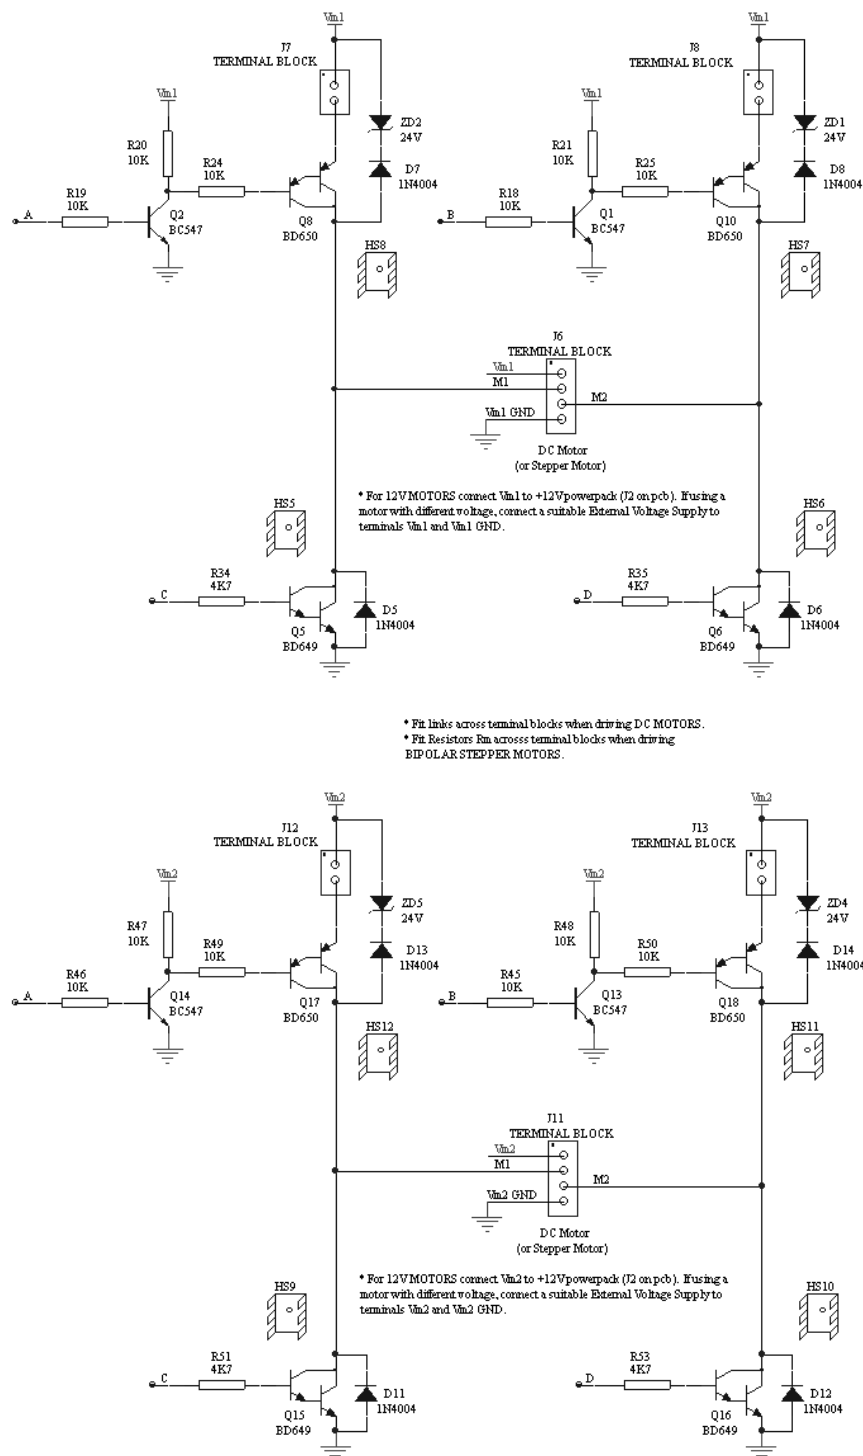 Vm1
Vm1
J7
TERMINAL BLOCK
J8
TERMINAL BLOCK
Vm1
Vm1
ZD2
24V
ZD1
24V
R20
10K
R24
10K
D7
1N4004
R21
10K
R25
10K
D8
1N4004
R19
10K
R18
10K
A
Q2
BC547
Q8
BD650
B
Q1
BC547
Q10
BD650
HS8
HS7
J6
TERMINAL BLOCK
Vm1
M1
M2
Vm1 GND
DC Motor
(or Stepper Motor)
* For 12V MOTORS connect Vm1 to +12V powerpack (J2 on pcb). If using a
motor with different voltage, connect a suitable External Voltage Supply to
terminals Vm1 and Vm1 GND.
HS5
HS6
R34
4K7
R35
4K7
C
D5
1N4004
D
D6
1N4004
Q5
BD649
Q6
BD649
* Fit links across terminal blocks when driving DC MOTORS.
* Fit Resistors Rm acrosss terminal blocks when driving
BIPOLAR STEPPER MOTORS.
Vm2
Vm2
J12
TERMINAL BLOCK
J13
TERMINAL BLOCK
Vm2
Vm2
ZD5
24V
ZD4
24V
R47
10K
R49
10K
D13
1N4004
R48
10K
R50
10K
D14
1N4004
R46
10K
R45
10K
A
Q14
BC547
Q17
BD650
B
Q13
BC547
Q18
BD650
HS12
HS11
J11
TERMINAL BLOCK
Vm2
M1
M2
Vm2 GND
DC Motor
(or Stepper Motor)
* For 12V MOTORS connect Vm2 to +12V powerpack (J2 on pcb). If using a
motor with different voltage, connect a suitable External Voltage Supply to
terminals Vm2 and Vm2 GND.
HS9
HS10
R51
4K7
R53
4K7
C
D11
1N4004
D
D12
1N4004
Q15
BD649
Q16
BD649